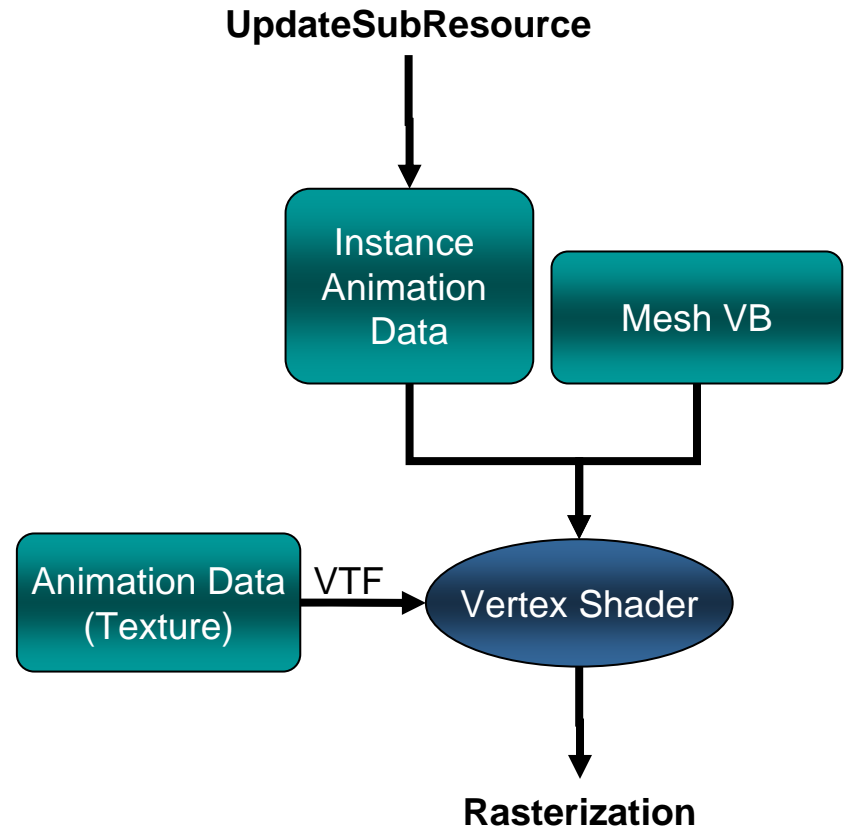 UpdateSubResource
Instance
Animation
Data
Mesh VB
Animation Data
(Texture)
VTF
Vertex Shader
Rasterization